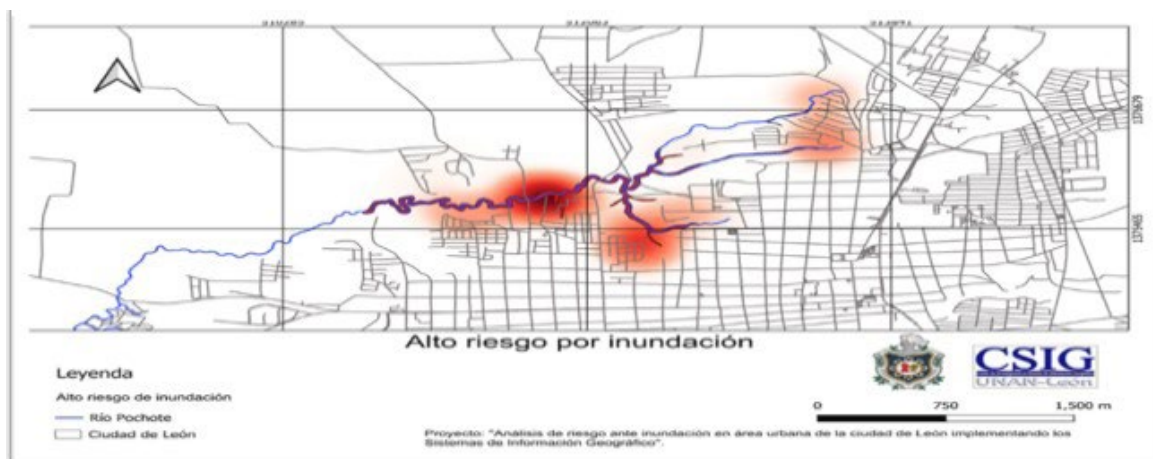 1376679
137465
Alto riesgo por inundación
Leyenda
Alto riesgo de inundación
Río Pochote
Ciudad de León
CSIG
UNAN-León
0 750 1,500 m
Proyecto: "Análisis de riesgo ante inundación en área urbana de la ciudad de León implementando los
Sistemas de Información Geográfico".